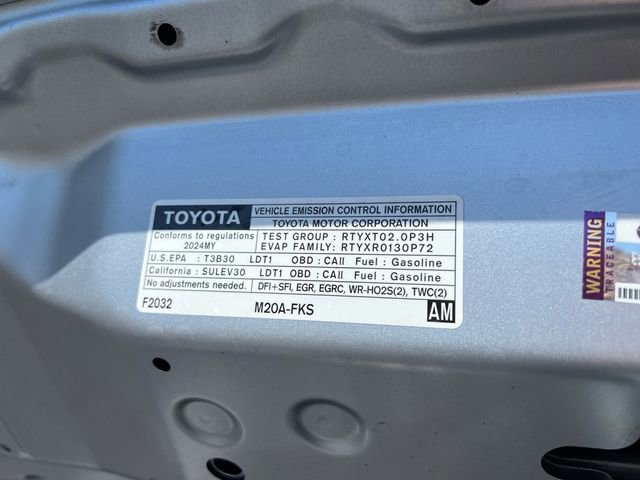 TOYOTA
VEHICLE EMISSION CONTROL INFORMATION
TOYOTA MOTOR CORPORATION
Conforms to regulations
2024MY
TEST GROUP : RTYXT02.0P3H
EVAP FAMILY: RTYXR0130P72
U.S.EPA : T3B30 LDT1 OBD : CAII Fuel : Gasoline
California : SULEV30 LDT1 OBD : CAII Fuel : Gasoline
No adjustments needed. DFI+SFI, EGR, EGRC, WR-HO2S(2), TWC(2)
F2032 M20A-FKS AM
WARNING
TRACEABLE